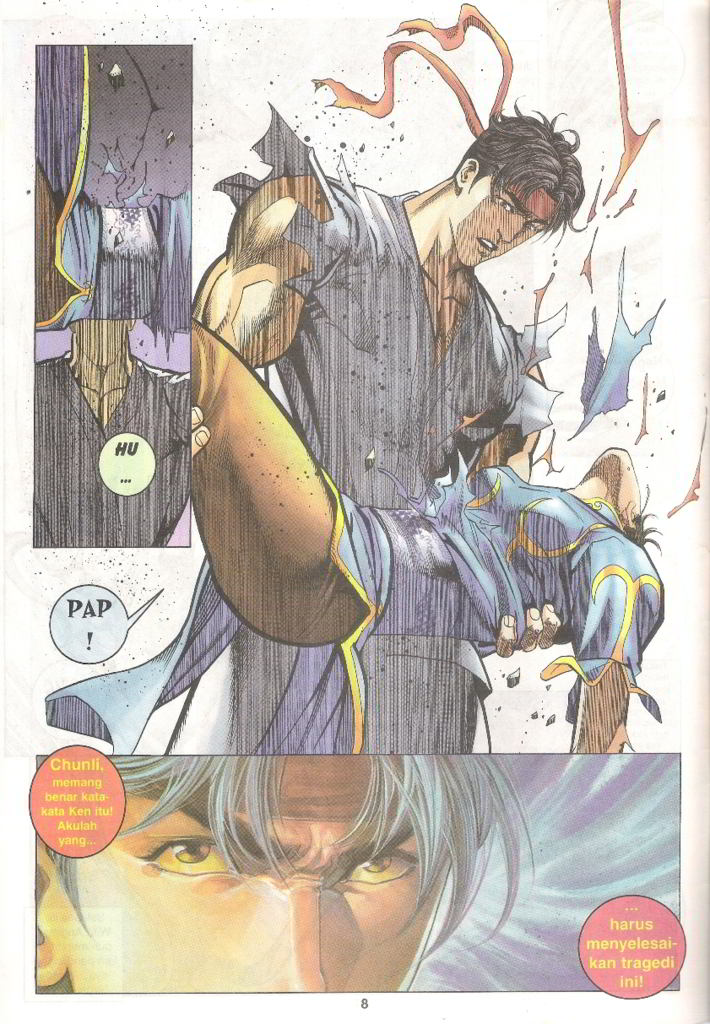 HU
...
PAP
!
Chunli,
memang
benar kata-
kata Ken itu!
Akulah
yang...
...
harus
menyelesai-
kan tragedi
ini!
8